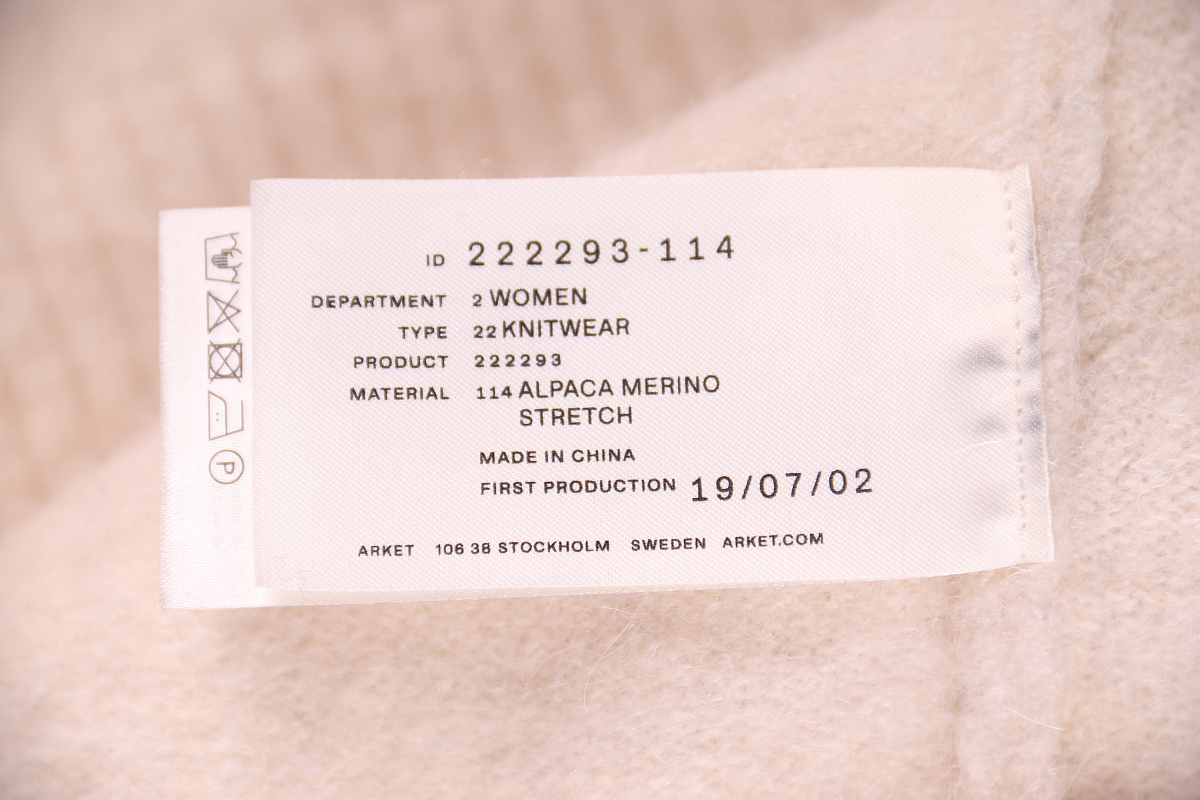 ID 222293-114
DEPARTMENT 2 WOMEN
TYPE 22 KNITWEAR
PRODUCT 222293
MATERIAL 114 ALPACA MERINO
STRETCH
MADE IN CHINA
FIRST PRODUCTION 19/07/02
ARKET 106 38 STOCKHOLM SWEDEN ARKET.COM
P